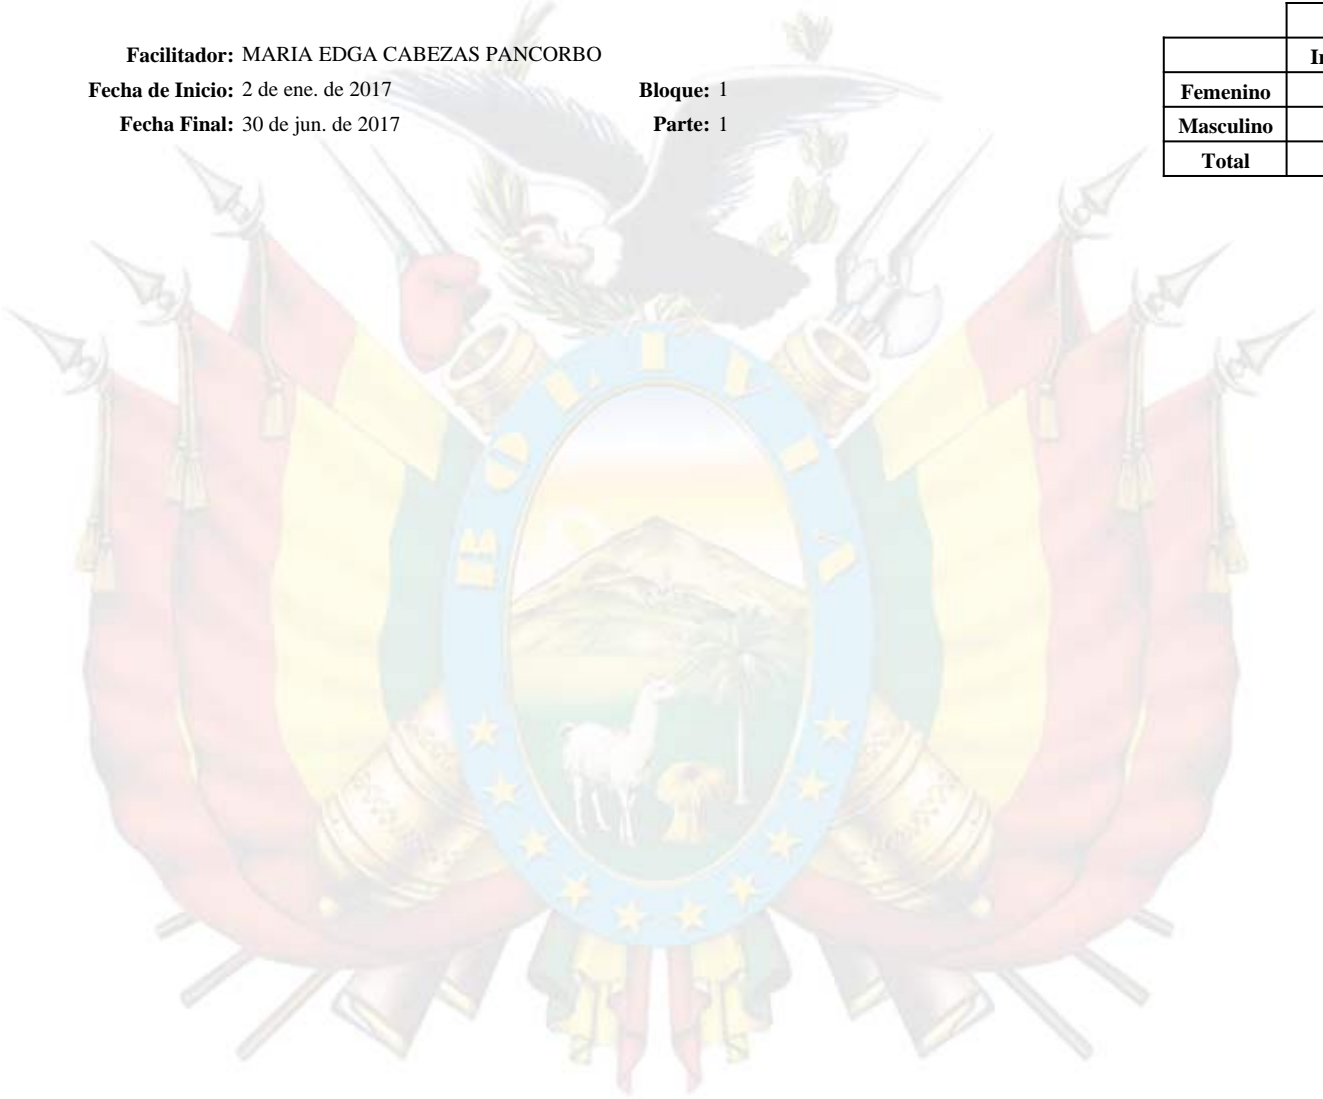 Facilitador: MARIA EDGA CABEZAS PANCORBO
Fecha de Inicio: 2 de ene. de 2017 Bloque: 1
Fecha Final: 30 de jun. de 2017 Parte: 1
Femenino
Masculino
Total
BOLIVIA